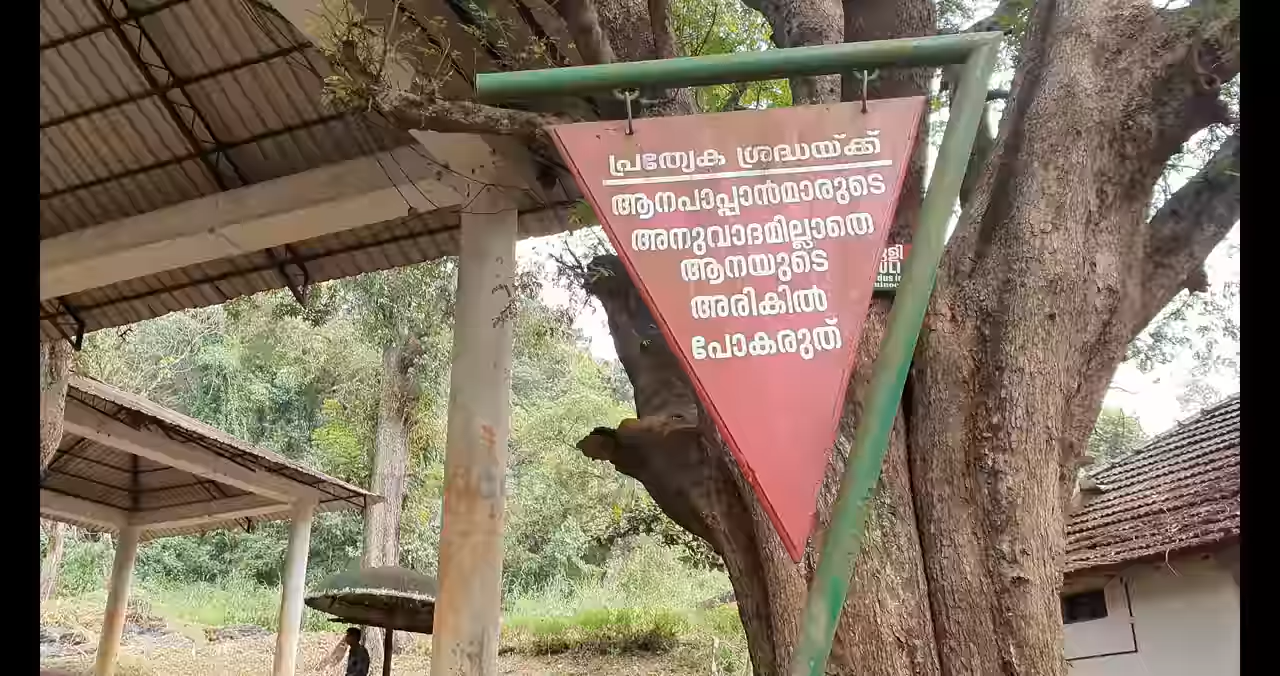 പ്രത്യേക ശ്രദ്ധയ്ക്ക്
ആനപാപ്പാൻമാരുടെ
അനുവാദമില്ലാതെ
ആനയുടെ
അരികിൽ
പോകരുത്